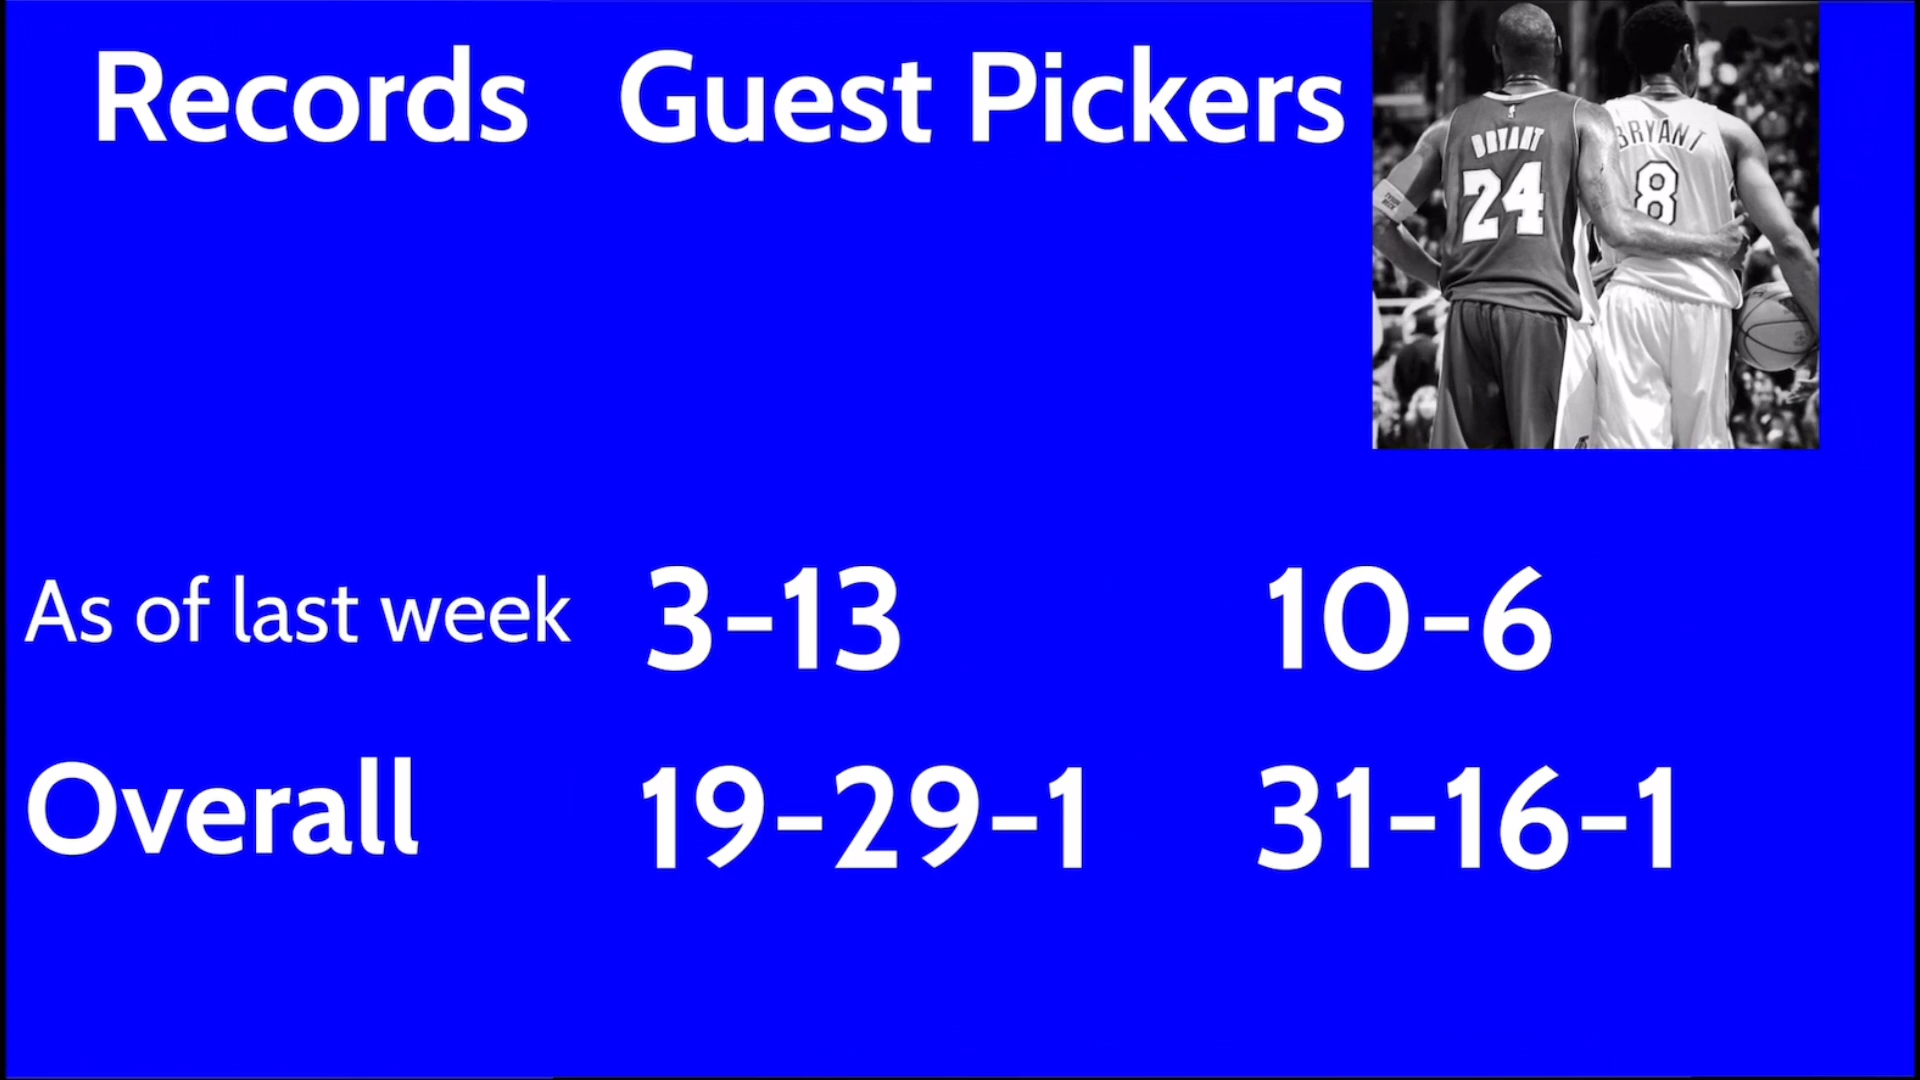 Records Guest Pickers
BRYANT BRYANT
24 8
As of last week 3-13 10-6
Overall 19-29-1 31-16-1